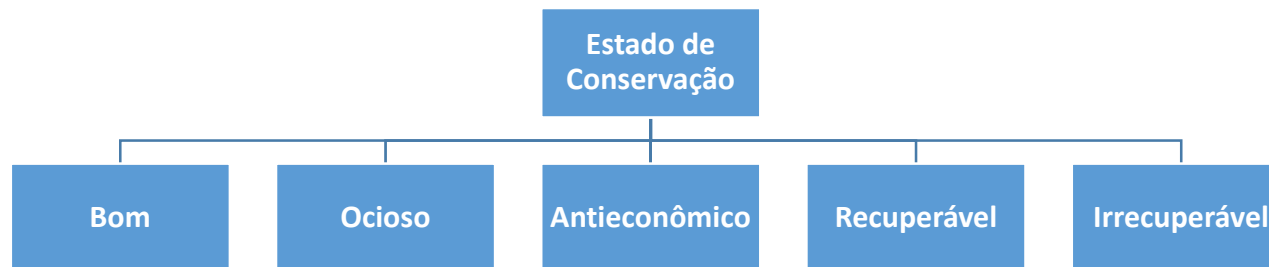 Estado de
Conservação
Bom
Ocioso
Antieconômico
Recuperável
Irrecuperável